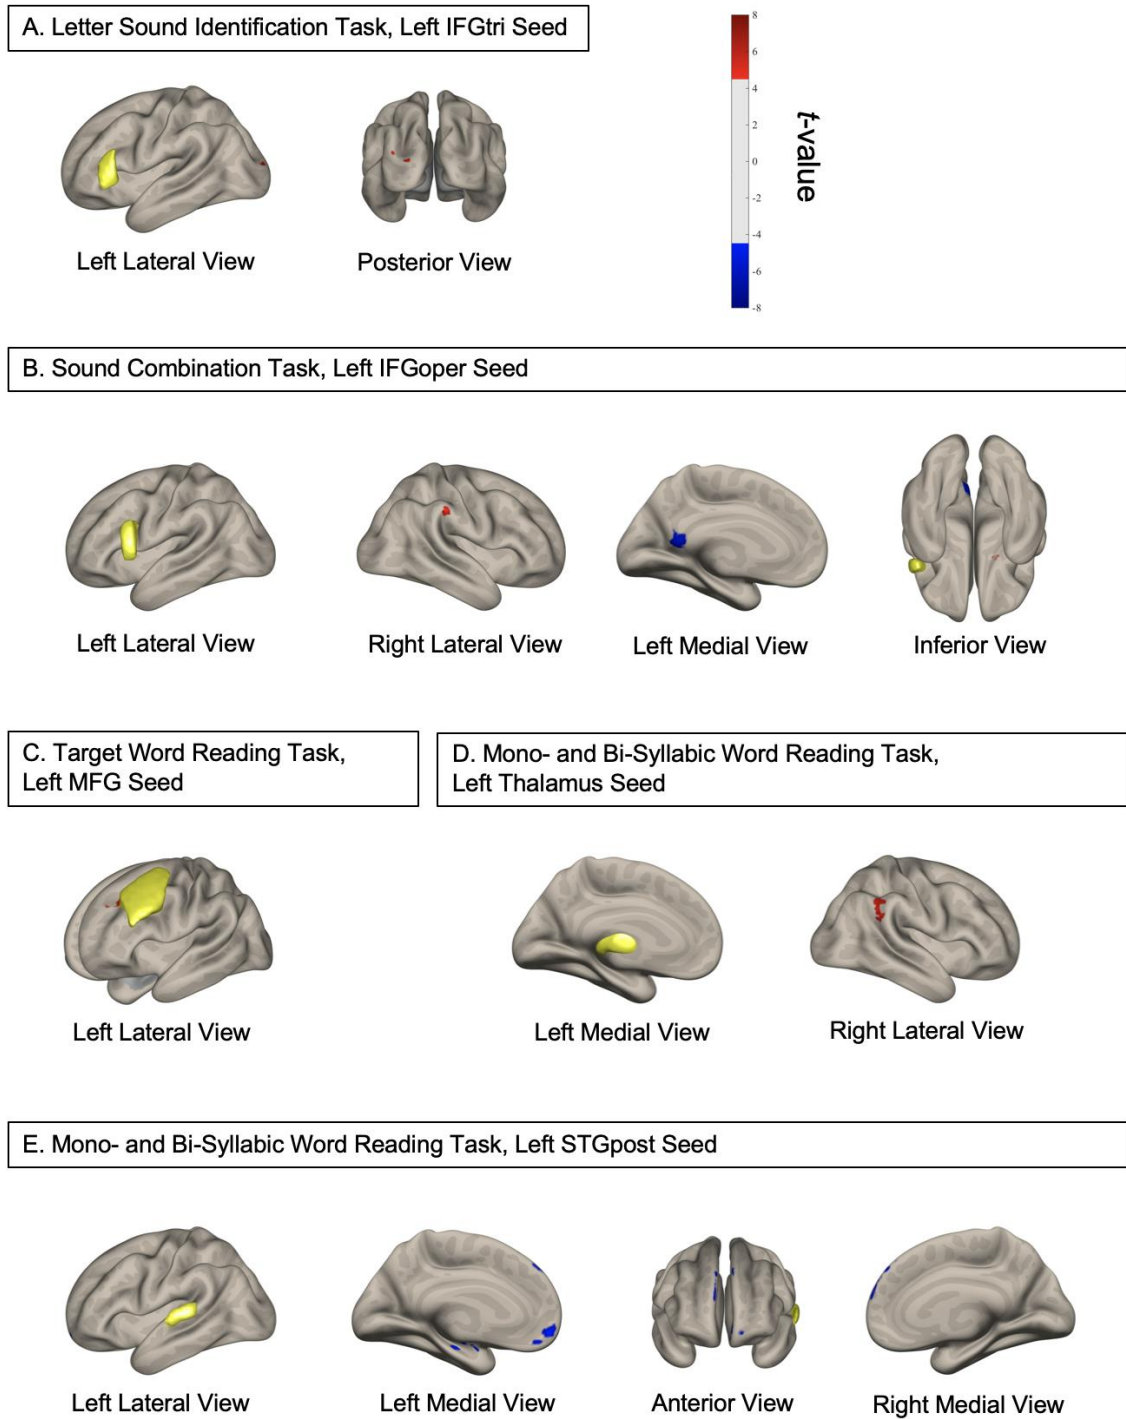 A. Letter Sound Identification Task, Left IFGtri Seed
8
6
4
2
0
-2
-4
-6
-8
t-value
Left Lateral View
Posterior View
B. Sound Combination Task, Left IFGoper Seed
Left Lateral View
Right Lateral View
Left Medial View
Inferior View
C. Target Word Reading Task,
Left MFG Seed
D. Mono- and Bi-Syllabic Word Reading Task,
Left Thalamus Seed
Left Lateral View
Left Medial View
Right Lateral View
E. Mono- and Bi-Syllabic Word Reading Task, Left STGpost Seed
Left Lateral View
Left Medial View
Anterior View
Right Medial View